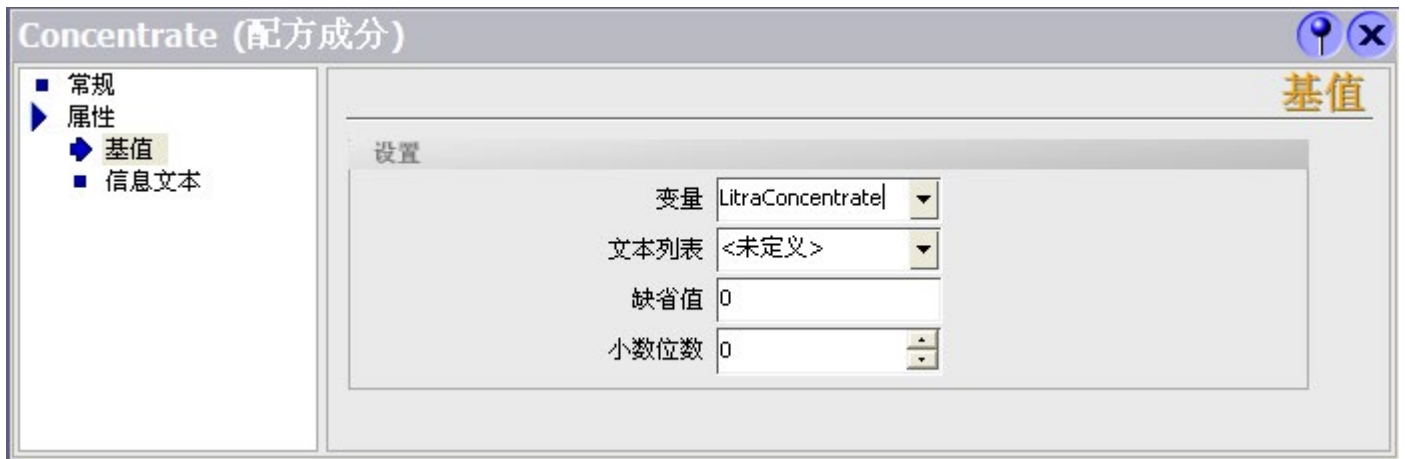 Concentrate (配方成分)
常规
属性
基值
信息文本
基值
设置
变量 LitraConcentrate
文本列表 <未定义>
缺省值 0
小数位数 0